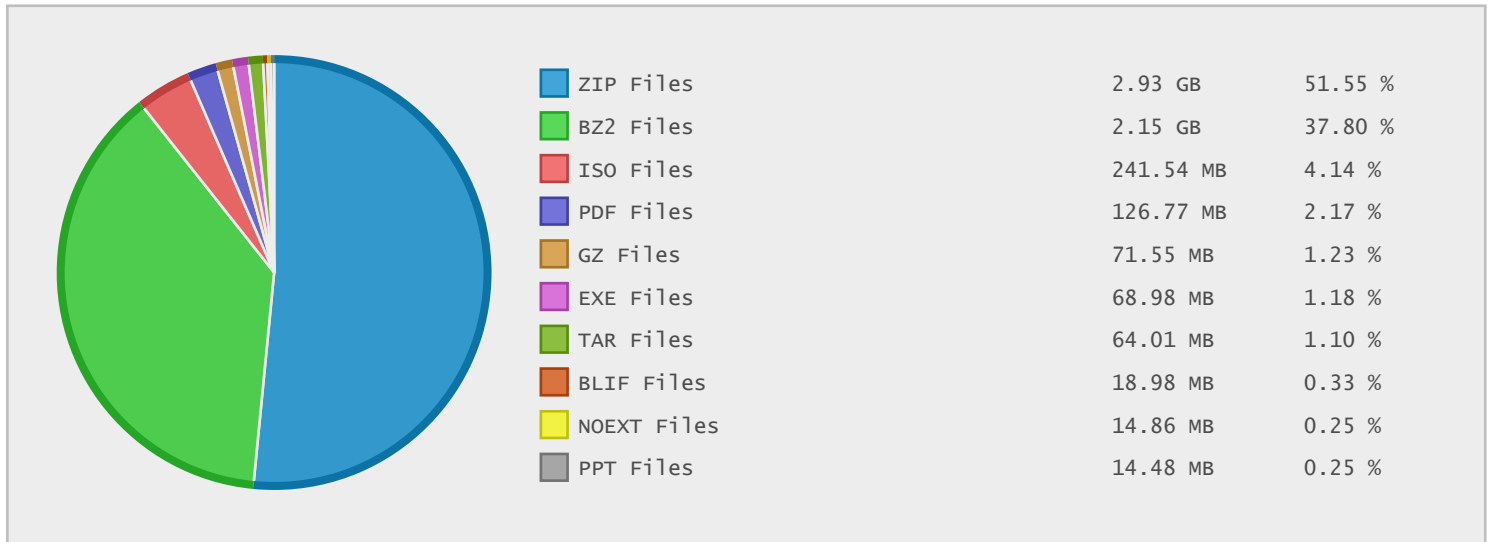 ZIP Files 2.93 GB 51.55 %
BZ2 Files 2.15 GB 37.80 %
ISO Files 241.54 MB 4.14 %
PDF Files 126.77 MB 2.17 %
GZ Files 71.55 MB 1.23 %
EXE Files 68.98 MB 1.18 %
TAR Files 64.01 MB 1.10 %
BLIF Files 18.98 MB 0.33 %
NOEXT Files 14.86 MB 0.25 %
PPT Files 14.48 MB 0.25 %